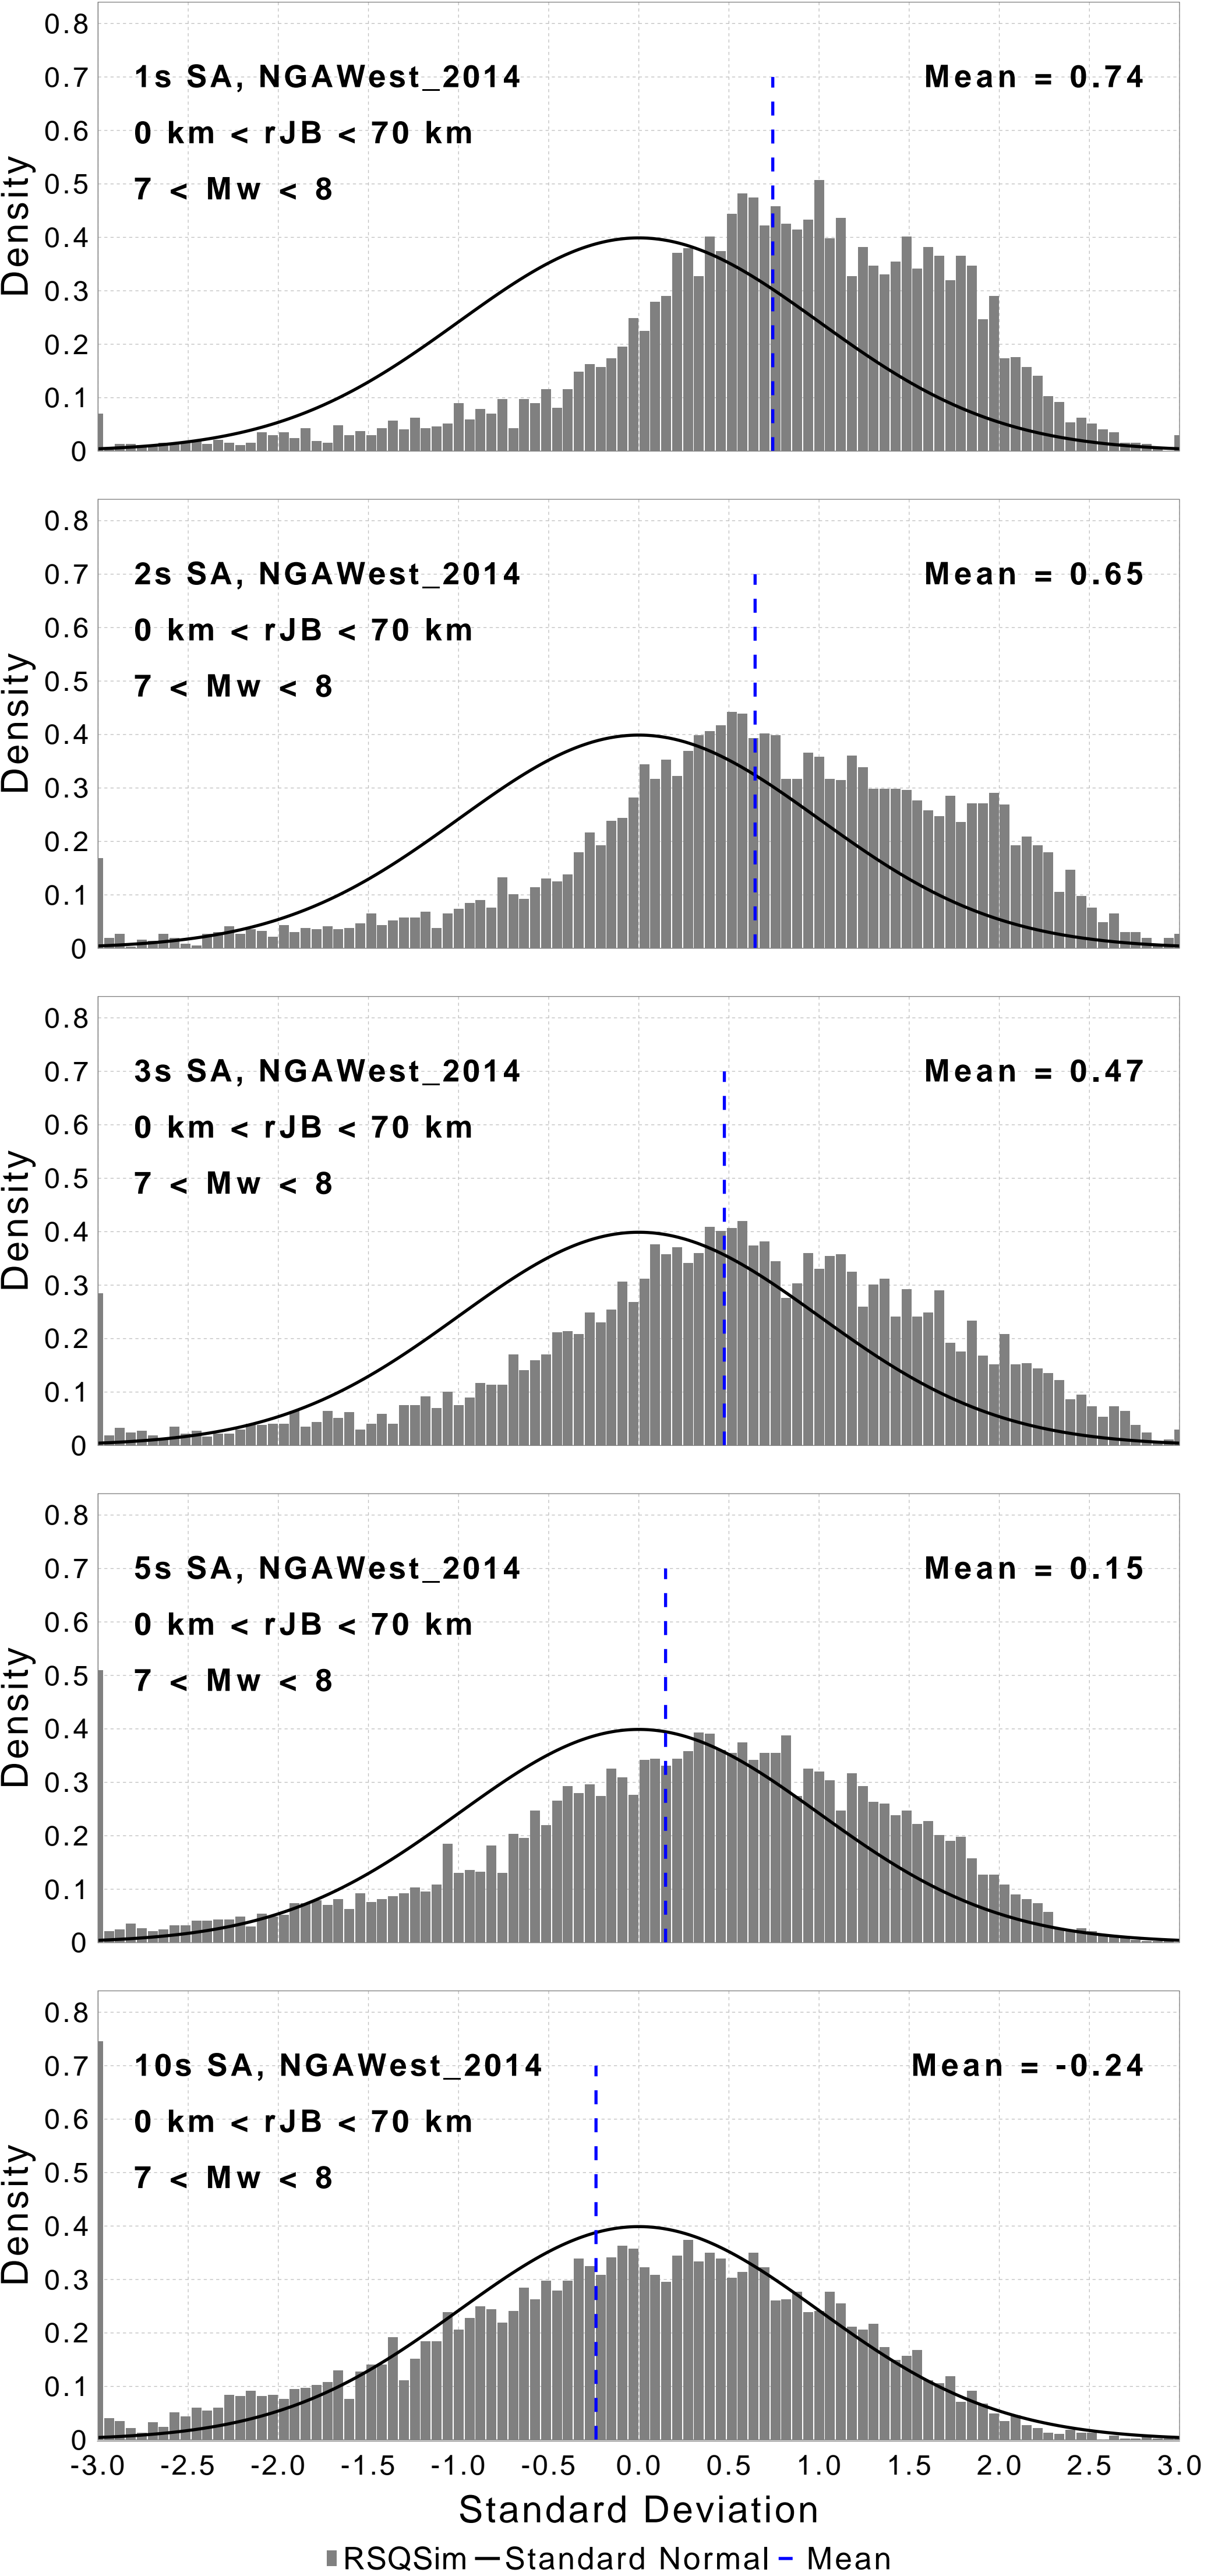 0.8
1s SA, NGAWest_2014 Mean = 0.74
0.7
0 km < rJB < 70 km
0.6
7 < Mw < 8
0.5
0.4
0.3
0.2
0.1
0
Density
0.8
2s SA, NGAWest_2014 Mean = 0.65
0.7
0 km < rJB < 70 km
0.6
7 < Mw < 8
0.5
0.4
0.3
0.2
0.1
0
Density
0.8
3s SA, NGAWest_2014 Mean = 0.47
0.7
0 km < rJB < 70 km
0.6
7 < Mw < 8
0.5
0.4
0.3
0.2
0.1
0
Density
0.8
5s SA, NGAWest_2014 Mean = 0.15
0.7
0 km < rJB < 70 km
0.6
7 < Mw < 8
0.5
0.4
0.3
0.2
0.1
0
Density
0.8
10s SA, NGAWest_2014 Mean = -0.24
0.7
0 km < rJB < 70 km
0.6
7 < Mw < 8
0.5
0.4
0.3
0.2
0.1
0
Density
-3.0 -2.5 -2.0 -1.5 -1.0 -0.5 0.0 0.5 1.0 1.5 2.0 2.5 3.0
Standard Deviation
RSQSim Standard Normal Mean